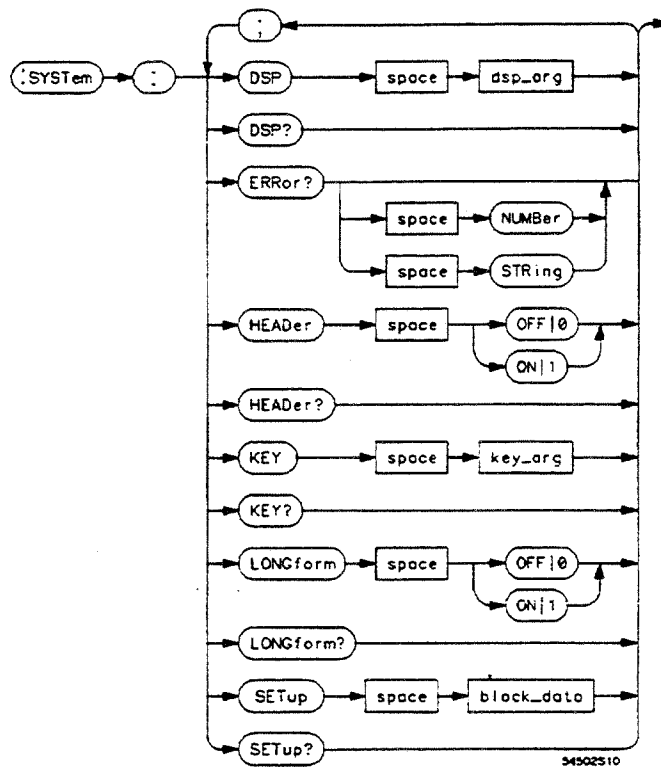 ;
:SYSTem : DSP space dsp_arg
DSP?
ERRor?
space NUMBer
space STRing
HEADer space OFF|0
ON|1
HEADer?
KEY space key_arg
KEY?
LONGform space OFF|0
ON|1
LONGform?
SETup space block_data
SETup?
54502S10